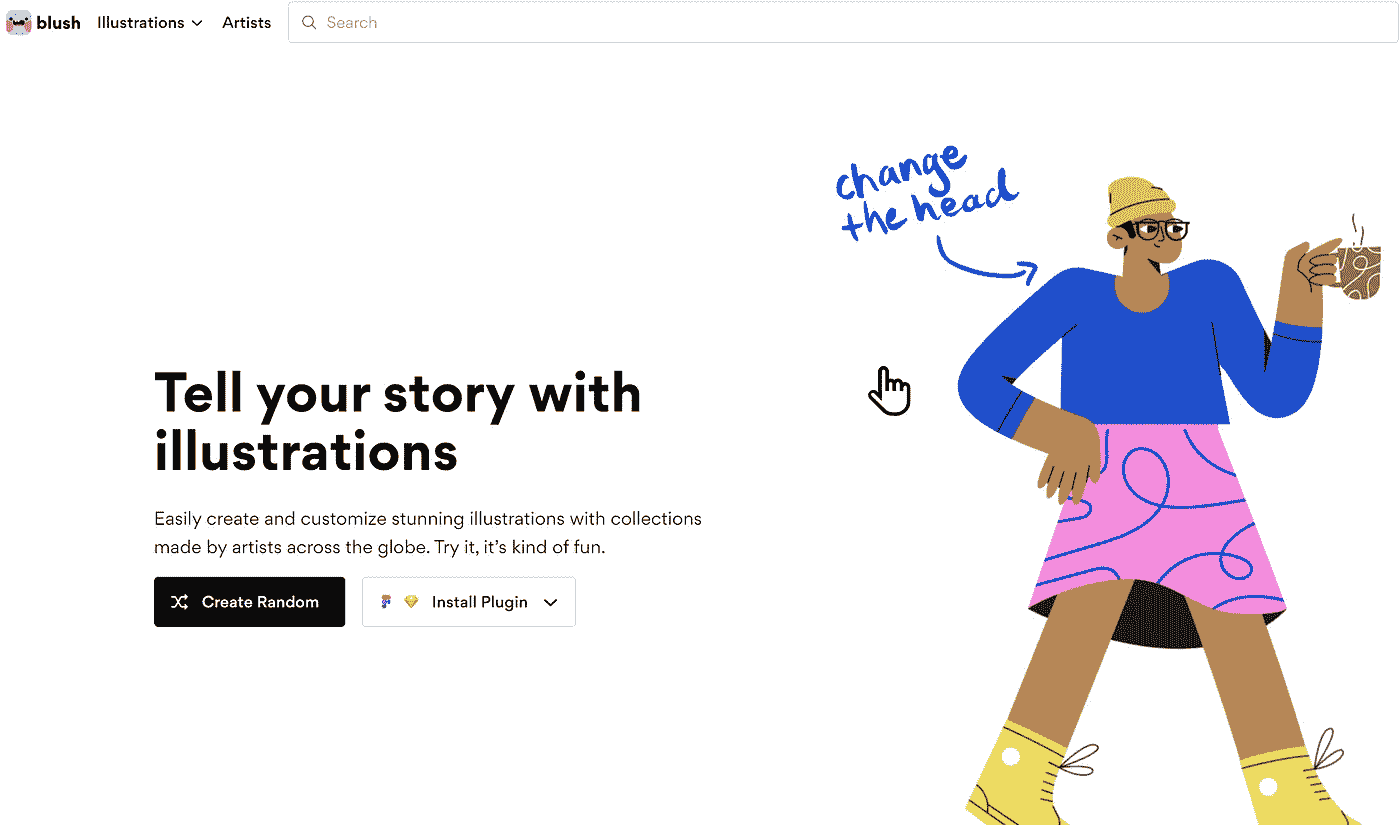 blush Illustrations Artists Search
change
the head
Tell your story with
illustrations
Easily create and customize stunning illustrations with collections
made by artists across the globe. Try it, it’s kind of fun.
Create Random Install Plugin